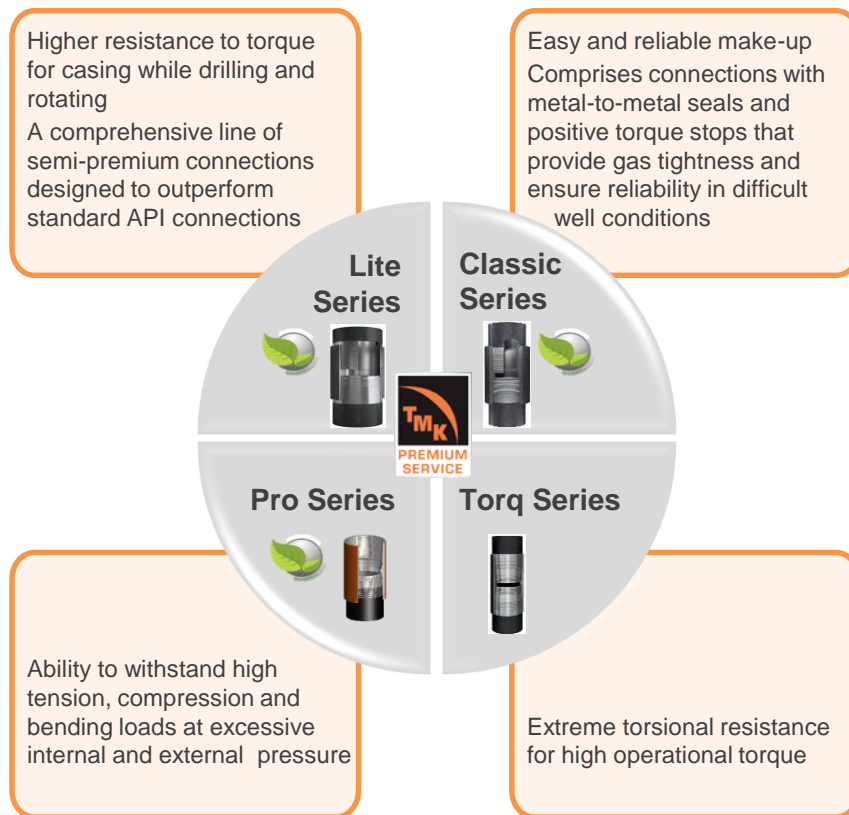 Higher resistance to torque
for casing while drilling and
rotating
A comprehensive line of
semi-premium connections
designed to outperform
standard API connections
Easy and reliable make-up
Comprises connections with
metal-to-metal seals and
positive torque stops that
provide gas tightness and
ensure reliability in difficult
well conditions
Lite
Series
Classic
Series
TMK
PREMIUM
SERVICE
Pro Series
Torq Series
Ability to withstand high
tension, compression and
bending loads at excessive
internal and external pressure
Extreme torsional resistance
for high operational torque